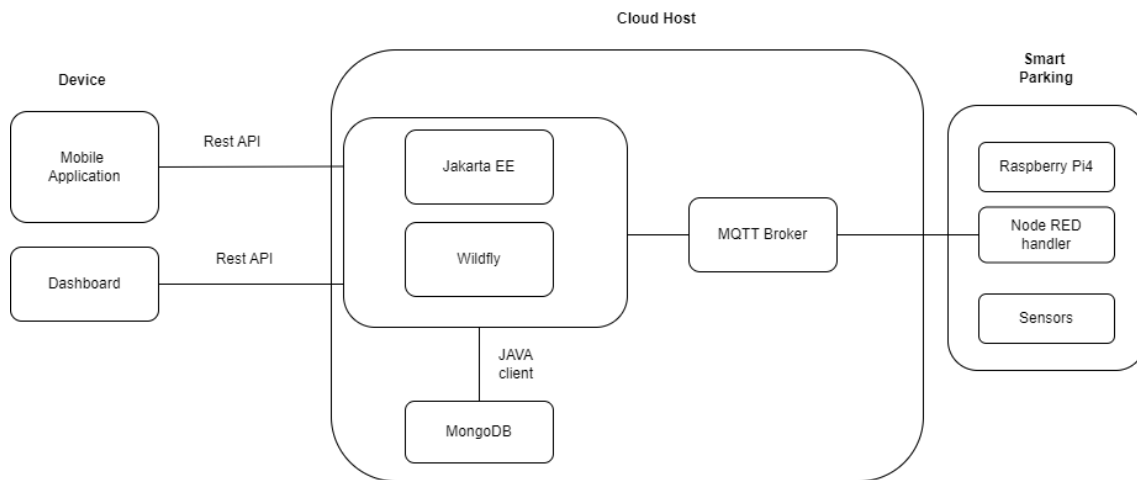 Cloud Host
Device
Smart
Parking
Mobile
Application
Rest API
Jakarta EE
Raspberry Pi4
MQTT Broker
Node RED
handler
Dashboard
Rest API
Wildfly
Sensors
JAVA
client
MongoDB